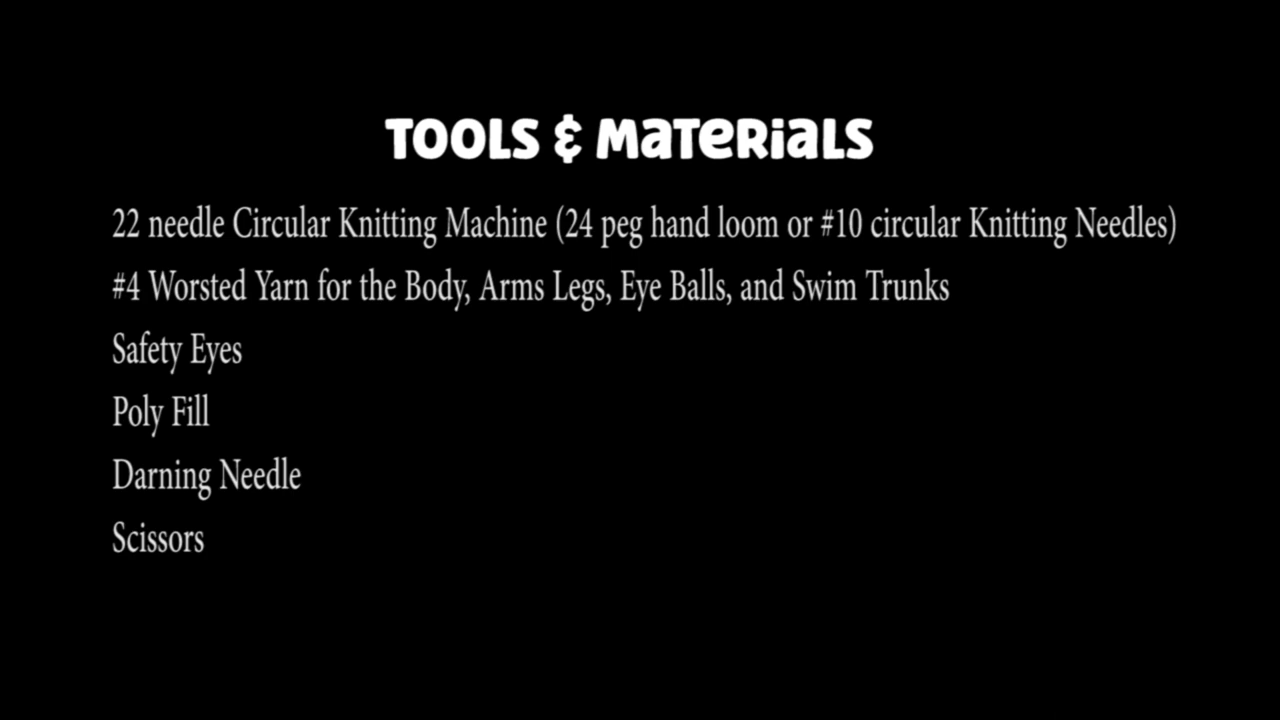 TOOLS & MATERIALS
22 needle Circular Knitting Machine (24 peg hand loom or #10 circular Knitting Needles)
#4 Worsted Yarn for the Body, Arms Legs, Eye Balls, and Swim Trunks
Safety Eyes
Poly Fill
Darning Needle
Scissors